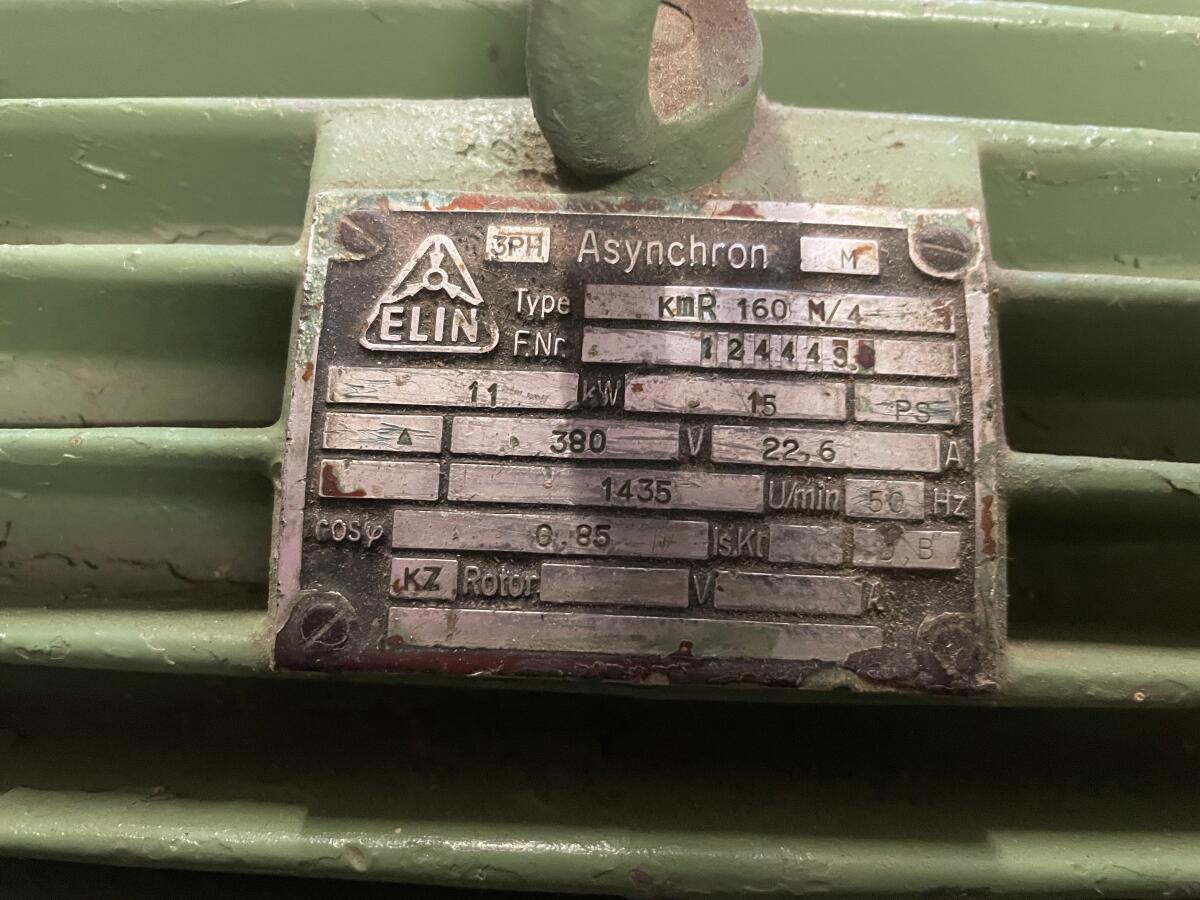 3PH Asynchron M
ELIN
Type KmR 160 M/4
F.Nr.
11 kW 15 PS
△ 380 V 22,6 A
1435 U/min 50 Hz
cosφ 0,85 Is.Kl B
KZ Rotor V A